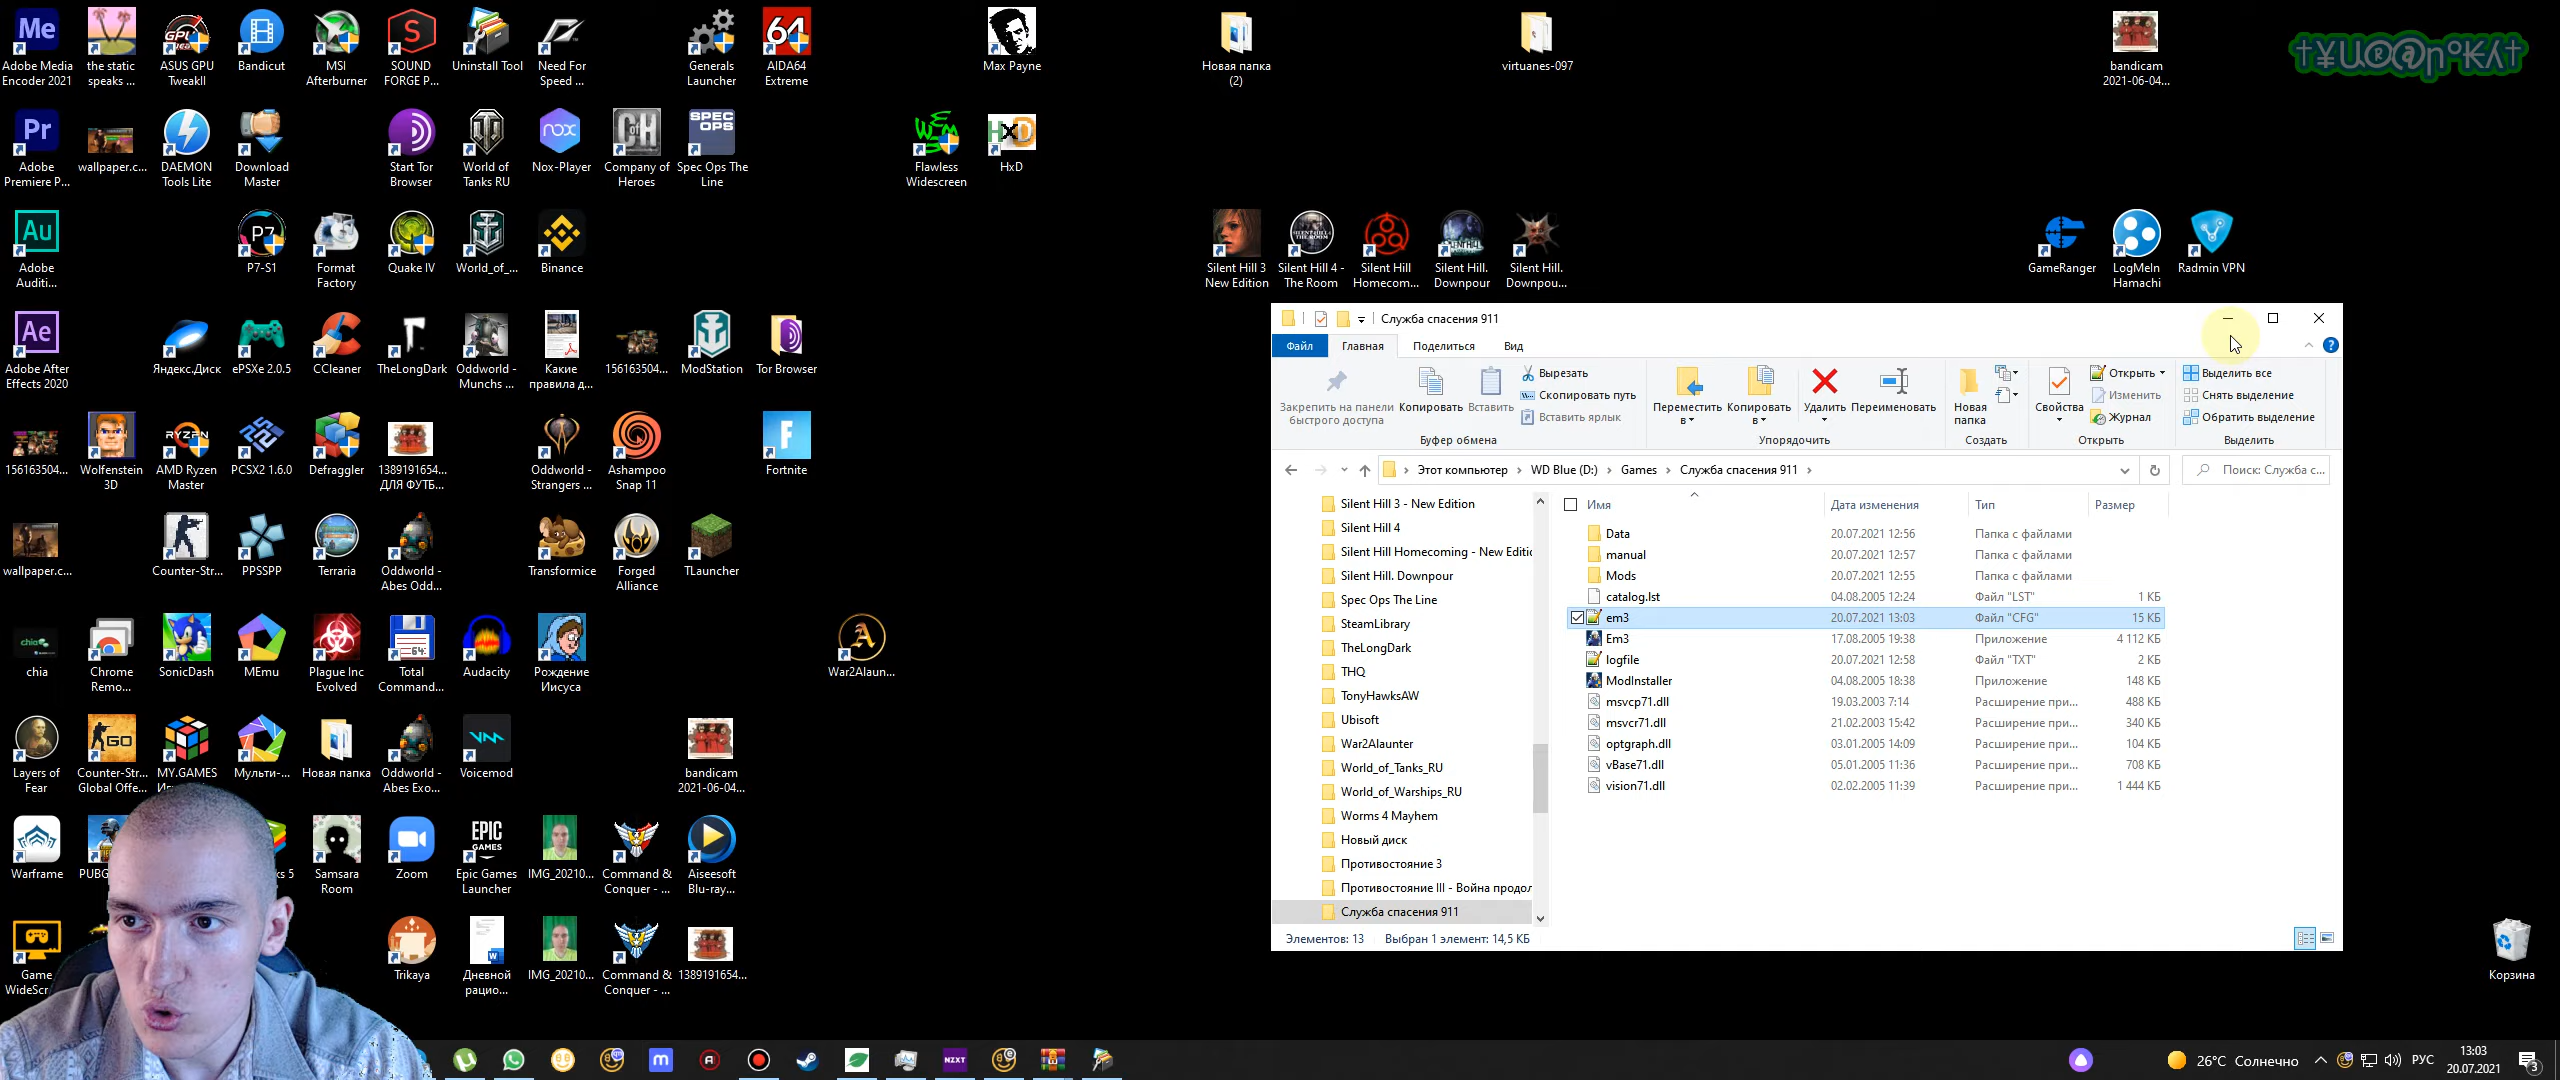 Adobe Media
Encoder 2021
the static
speaks ...
ASUS GPU
TweakII
Bandicut
MSI
Afterburner
SOUND
FORGE P...
Uninstall Tool
Need For
Speed ...
Generals
Launcher
AIDA64
Extreme
Max Payne
Новая папка
(2)
virtuanes-097
bandicam
2021-06-04...
Adobe
Premiere P...
wallpaper.c...
DAEMON
Tools Lite
Download
Master
Start Tor
Browser
World of
Tanks RU
Nox-Player
Company of
Heroes
Spec Ops The
Line
Flawless
Widescreen
HxD
Adobe
Auditi...
P7-S1
Format
Factory
Quake IV
World_of_...
Binance
Silent Hill 3
New Edition
Silent Hill 4 -
The Room
Silent Hill
Homecom...
Silent Hill.
Downpour
Silent Hill.
Downpou...
GameRanger
LogMeIn
Hamachi
Radmin VPN
Adobe After
Effects 2020
Яндекс.Диск
ePSXe 2.0.5
CCleaner
TheLongDark
Oddworld -
Munchs ...
Какие
правила д...
156163504...
ModStation
Tor Browser
156163504...
Wolfenstein
3D
AMD Ryzen
Master
PCSX2 1.6.0
Defraggler
1389191654...
ДЛЯ ФУТБ...
Oddworld -
Strangers ...
Ashampoo
Snap 11
Fortnite
wallpaper.c...
Counter-Str...
PPSSPP
Terraria
Oddworld -
Abes Odd...
Transformice
Forged
Alliance
TLauncher
chia
Chrome
Remo...
SonicDash
MEmu
Plague Inc
Evolved
Total
Command...
Audacity
Рождение
Иисуса
War2Alaun...
Layers of
Fear
Counter-Str...
Global Offe...
MY.GAMES
Мульти-...
Новая папка
Oddworld -
Abes Exo...
Voicemod
bandicam
2021-06-04...
Warframe
PUBG
Samsara
Room
Zoom
Epic Games
Launcher
IMG_20210...
Command &
Conquer - ...
Aiseesoft
Blu-ray...
Game
WideScr
Trikaya
Дневной
рацио...
IMG_20210...
Command &
Conquer - ...
1389191654...
Корзина
Служба спасения 911
Файл Главная Поделиться Вид
Закрепить на панели
быстрого доступа
Копировать
Вставить
Вырезать
Скопировать путь
Вставить ярлык
Буфер обмена
Переместить
в
Копировать
в
Удалить
Переименовать
Упорядочить
Новая
папка
Создать
Свойства
Открыть
Изменить
Журнал
Открыть
Выделить все
Снять выделение
Обратить выделение
Выделить
Этот компьютер › WD Blue (D:) › Games › Служба спасения 911 ›
Поиск: Служба с...
Silent Hill 3 - New Edition
Silent Hill 4
Silent Hill Homecoming - New Editic
Silent Hill. Downpour
Spec Ops The Line
SteamLibrary
TheLongDark
THQ
TonyHawksAW
Ubisoft
War2Alaunter
World_of_Tanks_RU
World_of_Warships_RU
Worms 4 Mayhem
Новый диск
Противостояние 3
Противостояние III - Война продол
Служба спасения 911
Имя Дата изменения Тип Размер
Data 20.07.2021 12:56 Папка с файлами
manual 20.07.2021 12:57 Папка с файлами
Mods 20.07.2021 12:55 Папка с файлами
catalog.lst 04.08.2005 12:24 Файл "LST" 1 КБ
em3 20.07.2021 13:03 Файл "CFG" 15 КБ
Em3 17.08.2005 19:38 Приложение 4 112 КБ
logfile 20.07.2021 12:58 Файл "TXT" 2 КБ
ModInstaller 04.08.2005 18:38 Приложение 148 КБ
msvcp71.dll 19.03.2003 7:14 Расширение при... 488 КБ
msvcr71.dll 21.02.2003 15:42 Расширение при... 340 КБ
optgraph.dll 03.01.2005 14:09 Расширение при... 104 КБ
vBase71.dll 05.01.2005 11:36 Расширение при... 708 КБ
vision71.dll 02.02.2005 11:39 Расширение при... 1 444 КБ
Элементов: 13 Выбран 1 элемент: 14,5 КБ
26°C Солнечно РУС
13:03
20.07.2021